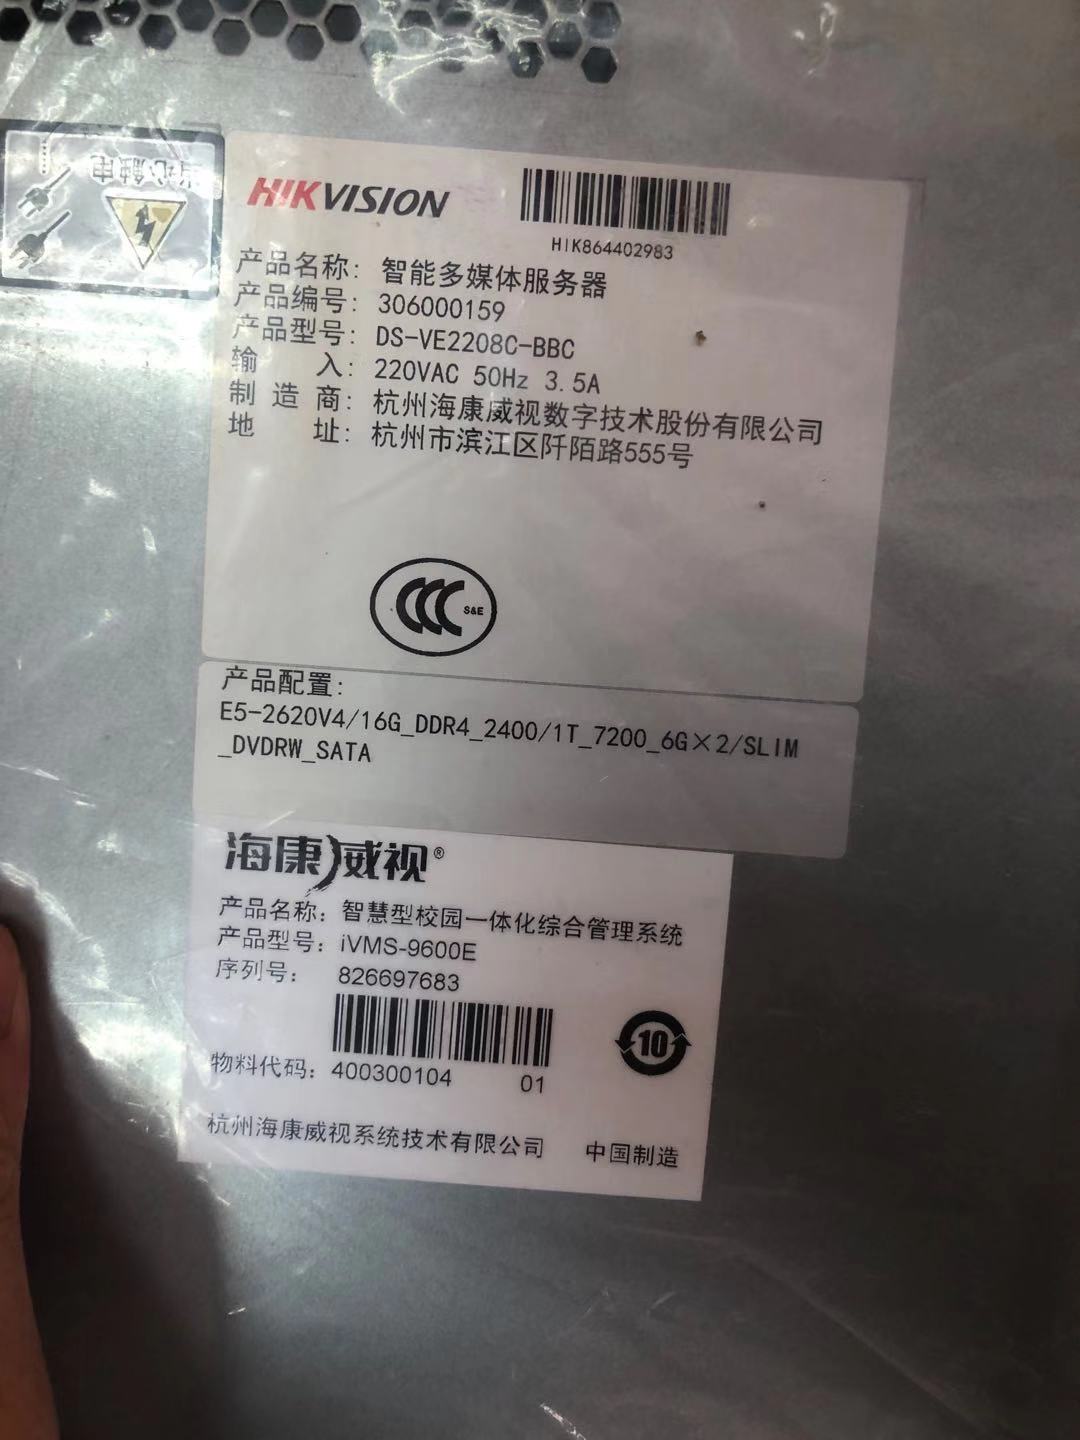 当心触电
HIKVISION
HIK864402983
产品名称: 智能多媒体服务器
产品编号: 306000159
产品型号: DS-VE2208C-BBC
输 入: 220VAC 50Hz 3.5A
制 造 商: 杭州海康威视数字技术股份有限公司
地 址: 杭州市滨江区阡陌路555号
CCC S&E
产品配置:
E5-2620V4/16G_DDR4_2400/1T_7200_6G×2/SLIM
_DVDRW_SATA
海康威视®
产品名称: 智慧型校园一体化综合管理系统
产品型号: iVMS-9600E
序列号: 826697683
物料代码: 400300104 01
10
杭州海康威视系统技术有限公司 中国制造